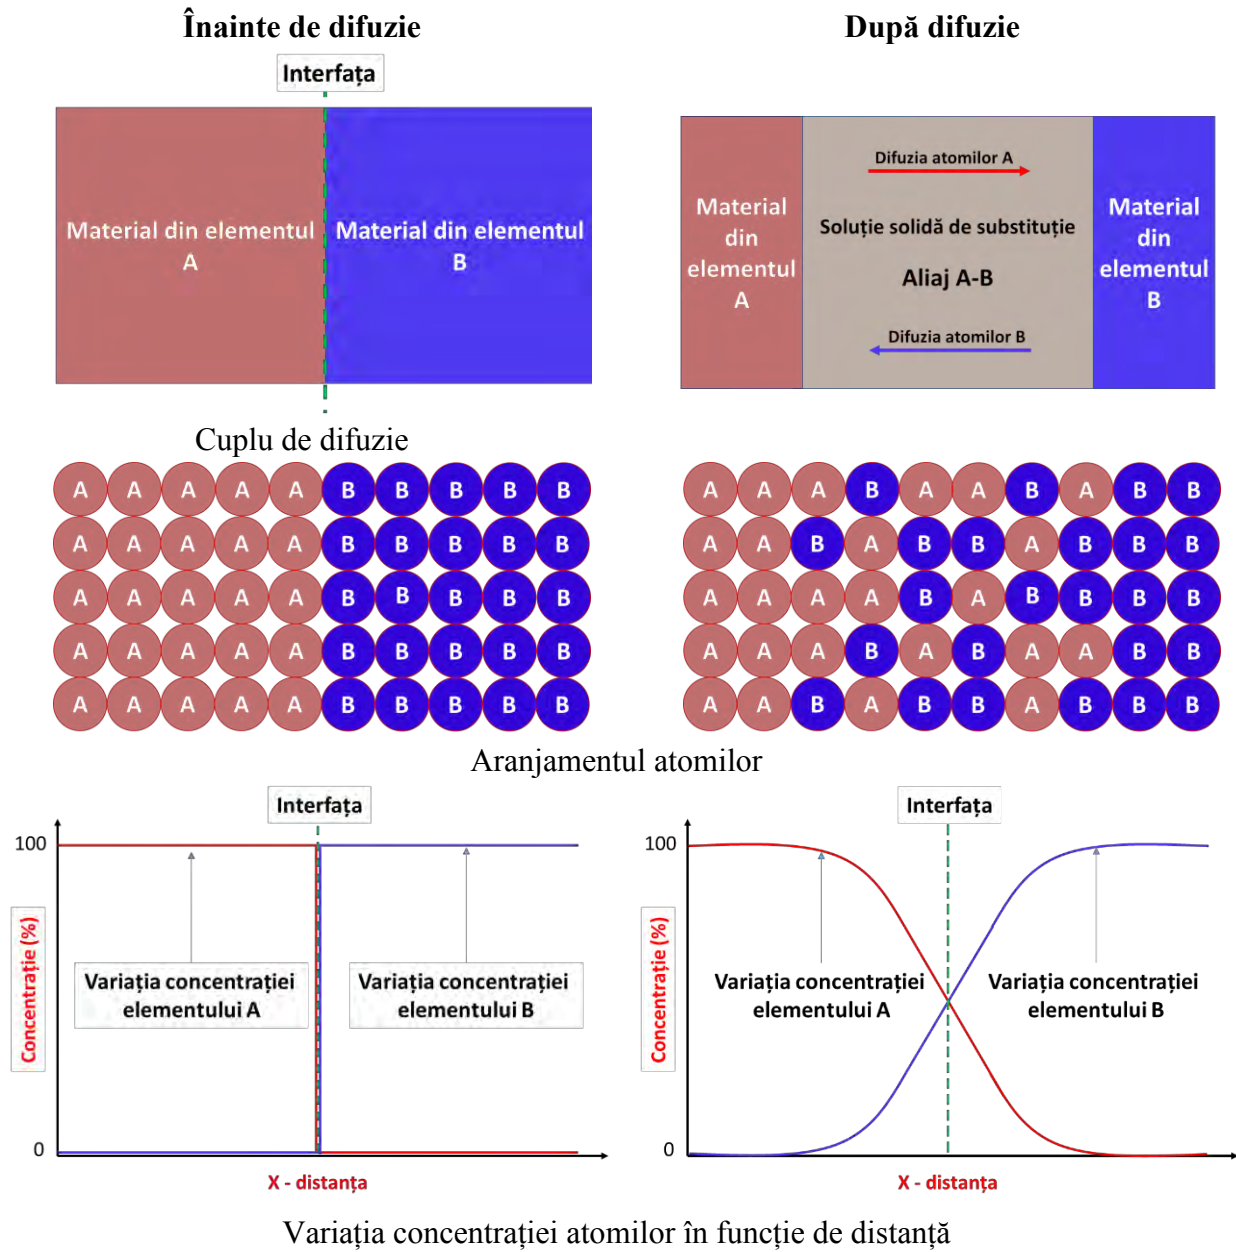 Înainte de difuzie
După difuzie
Interfața
Material din elementul
A
Material din elementul
B
Material
din
elementul
A
Difuzia atomilor A
Soluție solidă de substituție
Aliaj A-B
Difuzia atomilor B
Material
din
elementul
B
Cuplu de difuzie
A A A A A B B B B B
A A A A A B B B B B
A A A A A B B B B B
A A A A A B B B B B
A A A A A B B B B B
A A A B A A B A B B
A A B A B B A B B B
A A A A B A B B B B
A A A B A B A A B B
A A B A B B A B B B
Aranjamentul atomilor
Interfața
100
Concentrație (%)
Variația concentrației
elementului A
Variația concentrației
elementului B
0
X - distanța
Interfața
100
Concentrație (%)
Variația concentrației
elementului A
Variația concentrației
elementului B
0
X - distanța
Variația concentrației atomilor în funcție de distanță